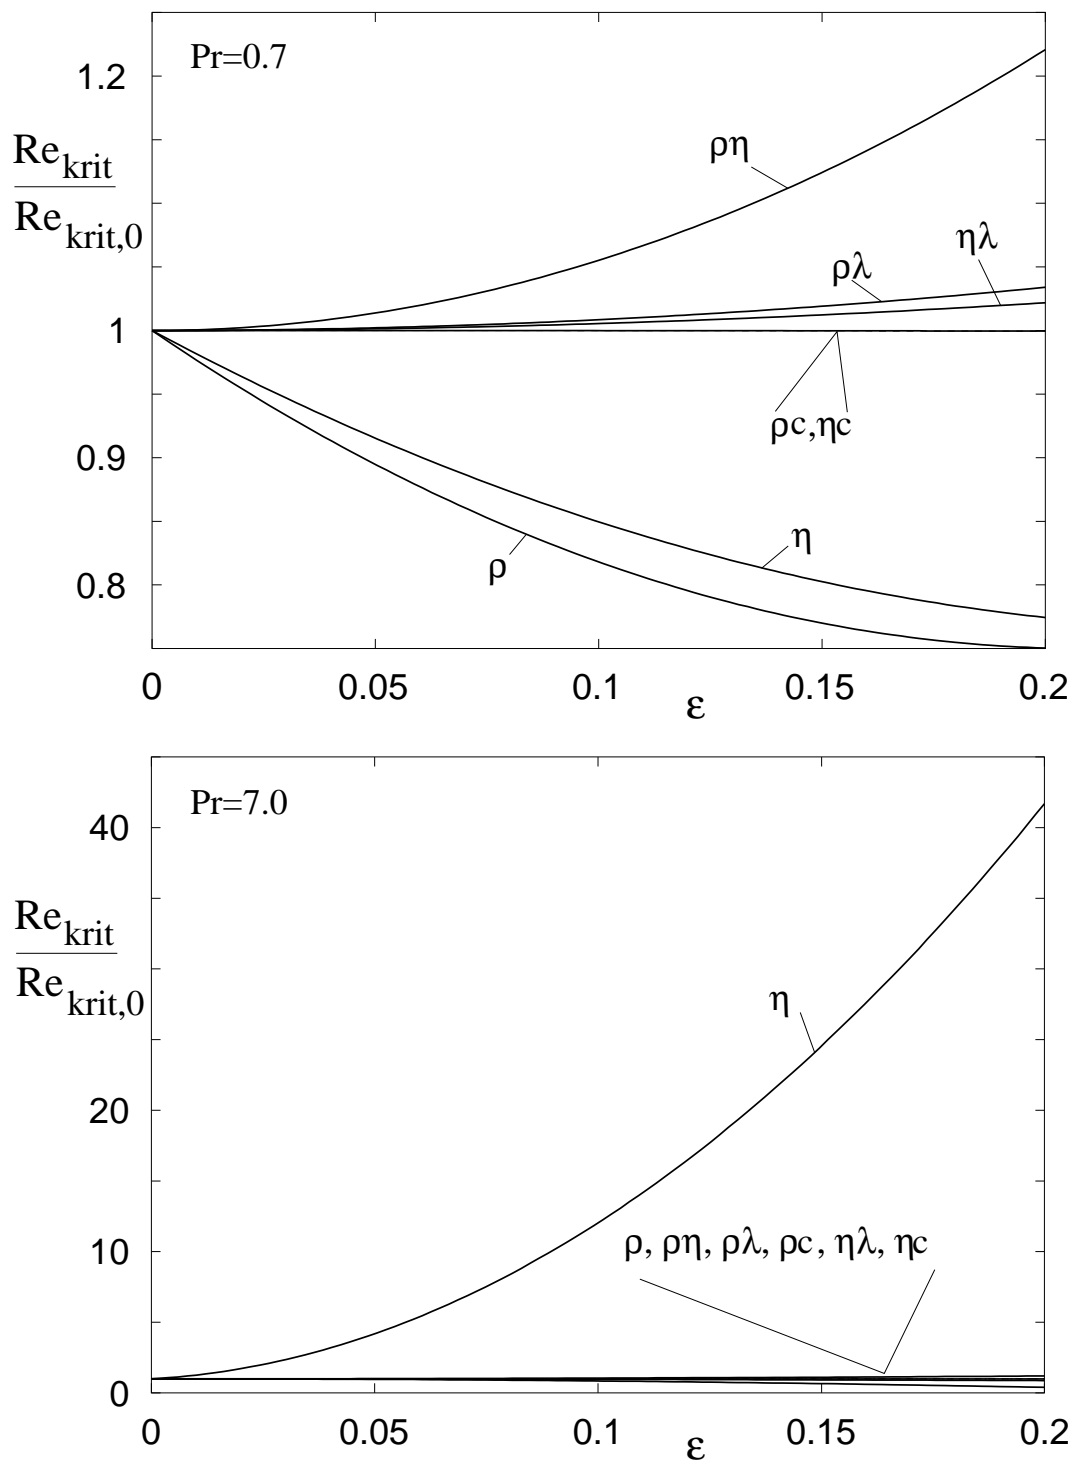 Pr=0.7
1.2
ρη
Re_krit
Re_krit,0
ηλ
ρλ
1
ρc,ηc
0.9
η
ρ
0.8
0 0.05 0.1 0.15 0.2
ε
Pr=7.0
40
Re_krit
Re_krit,0
η
20
ρ, ρη, ρλ, ρc, ηλ, ηc
10
0
0 0.05 0.1 0.15 0.2
ε